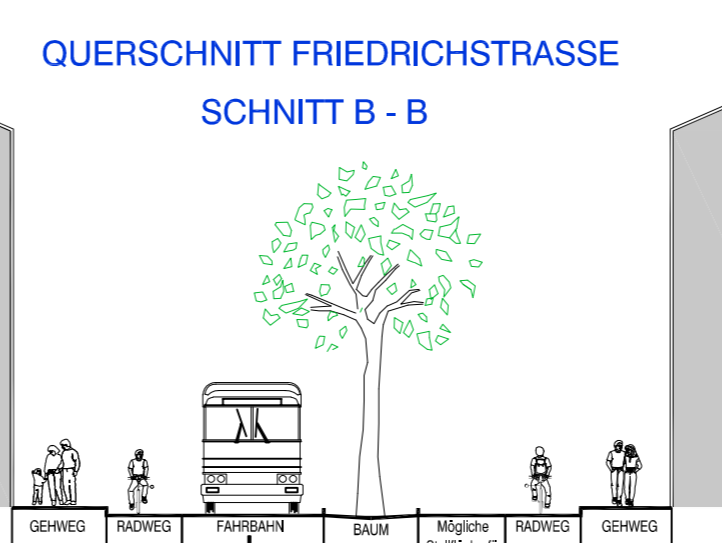 QUERSCHNITT FRIEDRICHSTRASSE
SCHNITT B - B
GEHWEG RADWEG FAHRBAHN BAUM Mögliche RADWEG GEHWEG